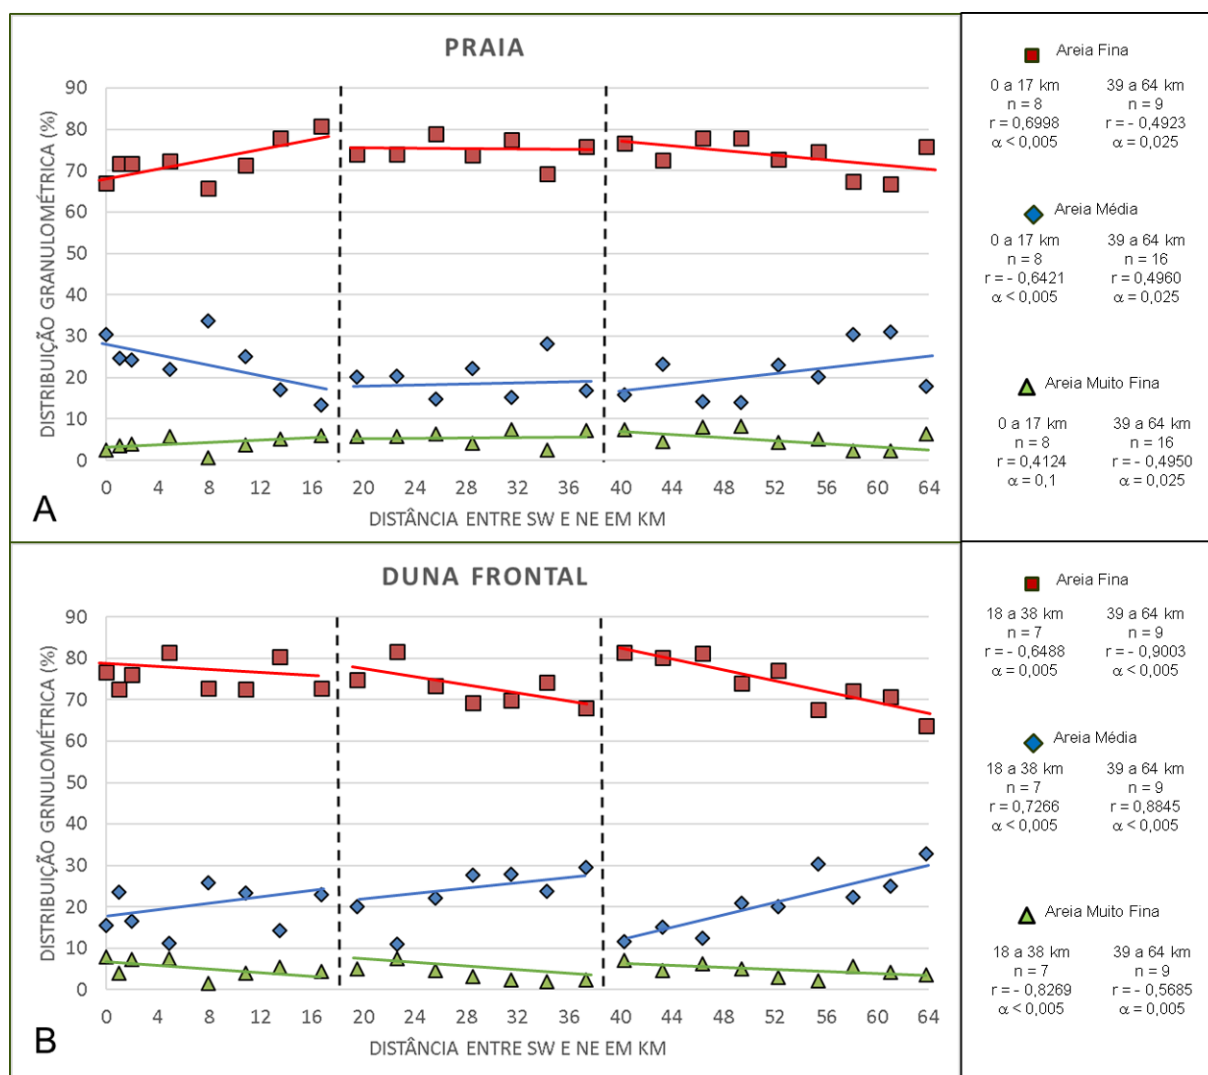 PRAIA
DISTRIBUIÇÃO GRANULOMÉTRICA (%)
90
80
70
60
50
40
30
20
10
0
0 4 8 12 16 20 24 28 32 36 40 44 48 52 56 60 64
DISTÂNCIA ENTRE SW E NE EM KM
A
Areia Fina
0 a 17 km 39 a 64 km
n = 8 n = 9
r = 0,6998 r = - 0,4923
α < 0,005 α = 0,025
Areia Média
0 a 17 km 39 a 64 km
n = 8 n = 16
r = - 0,6421 r = 0,4960
α < 0,005 α = 0,025
Areia Muito Fina
0 a 17 km 39 a 64 km
n = 8 n = 16
r = 0,4124 r = - 0,4950
α = 0,1 α = 0,025
DUNA FRONTAL
DISTRIBUIÇÃO GRNULOMÉTRICA (%)
90
80
70
60
50
40
30
20
10
0
0 4 8 12 16 20 24 28 32 36 40 44 48 52 56 60 64
DISTÂNCIA ENTRE SW E NE EM KM
B
Areia Fina
18 a 38 km 39 a 64 km
n = 7 n = 9
r = - 0,6488 r = - 0,9003
α = 0,005 α < 0,005
Areia Média
18 a 38 km 39 a 64 km
n = 7 n = 9
r = 0,7266 r = 0,8845
α < 0,005 α < 0,005
Areia Muito Fina
18 a 38 km 39 a 64 km
n = 7 n = 9
r = - 0,8269 r = - 0,5685
α < 0,005 α = 0,005